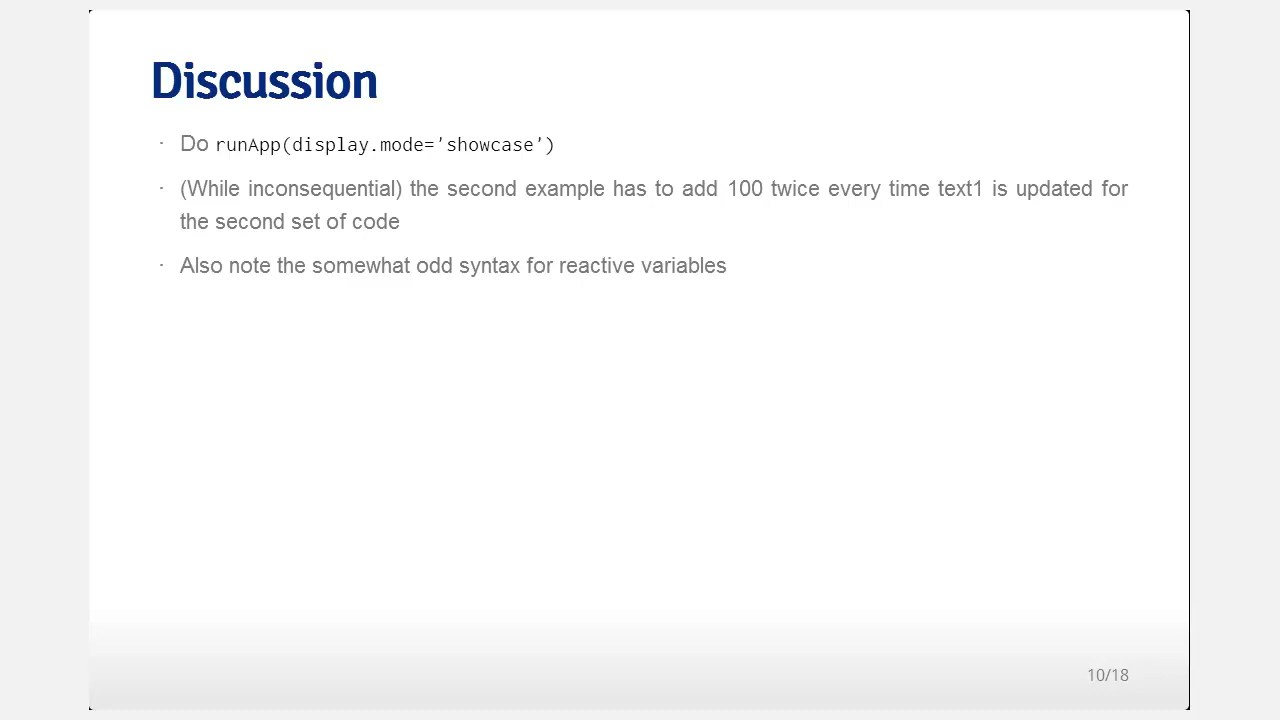 Discussion
· Do runApp(display.mode='showcase')
· (While inconsequential) the second example has to add 100 twice every time text1 is updated for
the second set of code
· Also note the somewhat odd syntax for reactive variables
10/18